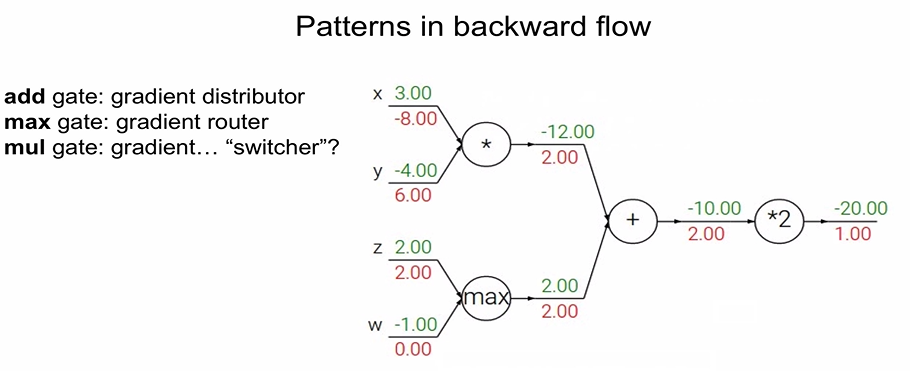 Patterns in backward flow
add gate: gradient distributor
max gate: gradient router
mul gate: gradient… “switcher”?
x 3.00
-8.00
y -4.00
6.00
*
-12.00
2.00
z 2.00
2.00
w -1.00
0.00
max
2.00
2.00
+
-10.00
2.00
*2
-20.00
1.00